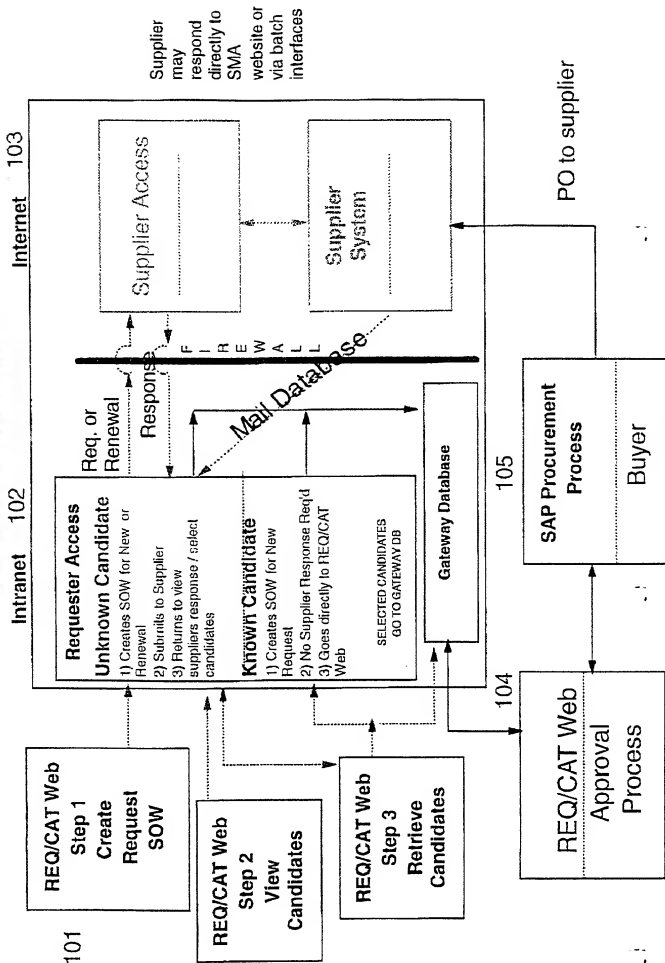 101
REQ/CAT Web
Step 1
Create
Request
SOW
REQ/CAT Web
Step 2
View
Candidates
REQ/CAT Web
Step 3
Retrieve
Candidates
Intranet 102
Requester Access
Unknown Candidate
1) Creates SOW for New or
Renewal
2) Submits to Supplier
3) Returns to view
suppliers response / select
candidates
Known Candidate
1) Creates SOW for New
Request
2) No Supplier Response Req'd
3) Goes directly to REQ/CAT
Web
SELECTED CANDIDATES
GO TO GATEWAY DB
Gateway Database
Req. or
Renewal
Response
FIREWALL
Mail Database
Internet 103
Supplier Access
Supplier
System
Supplier
may
respond
directly to
SMA
website or
via batch
interfaces
104
REQ/CAT Web
Approval
Process
105
SAP Procurement
Process
Buyer
PO to supplier